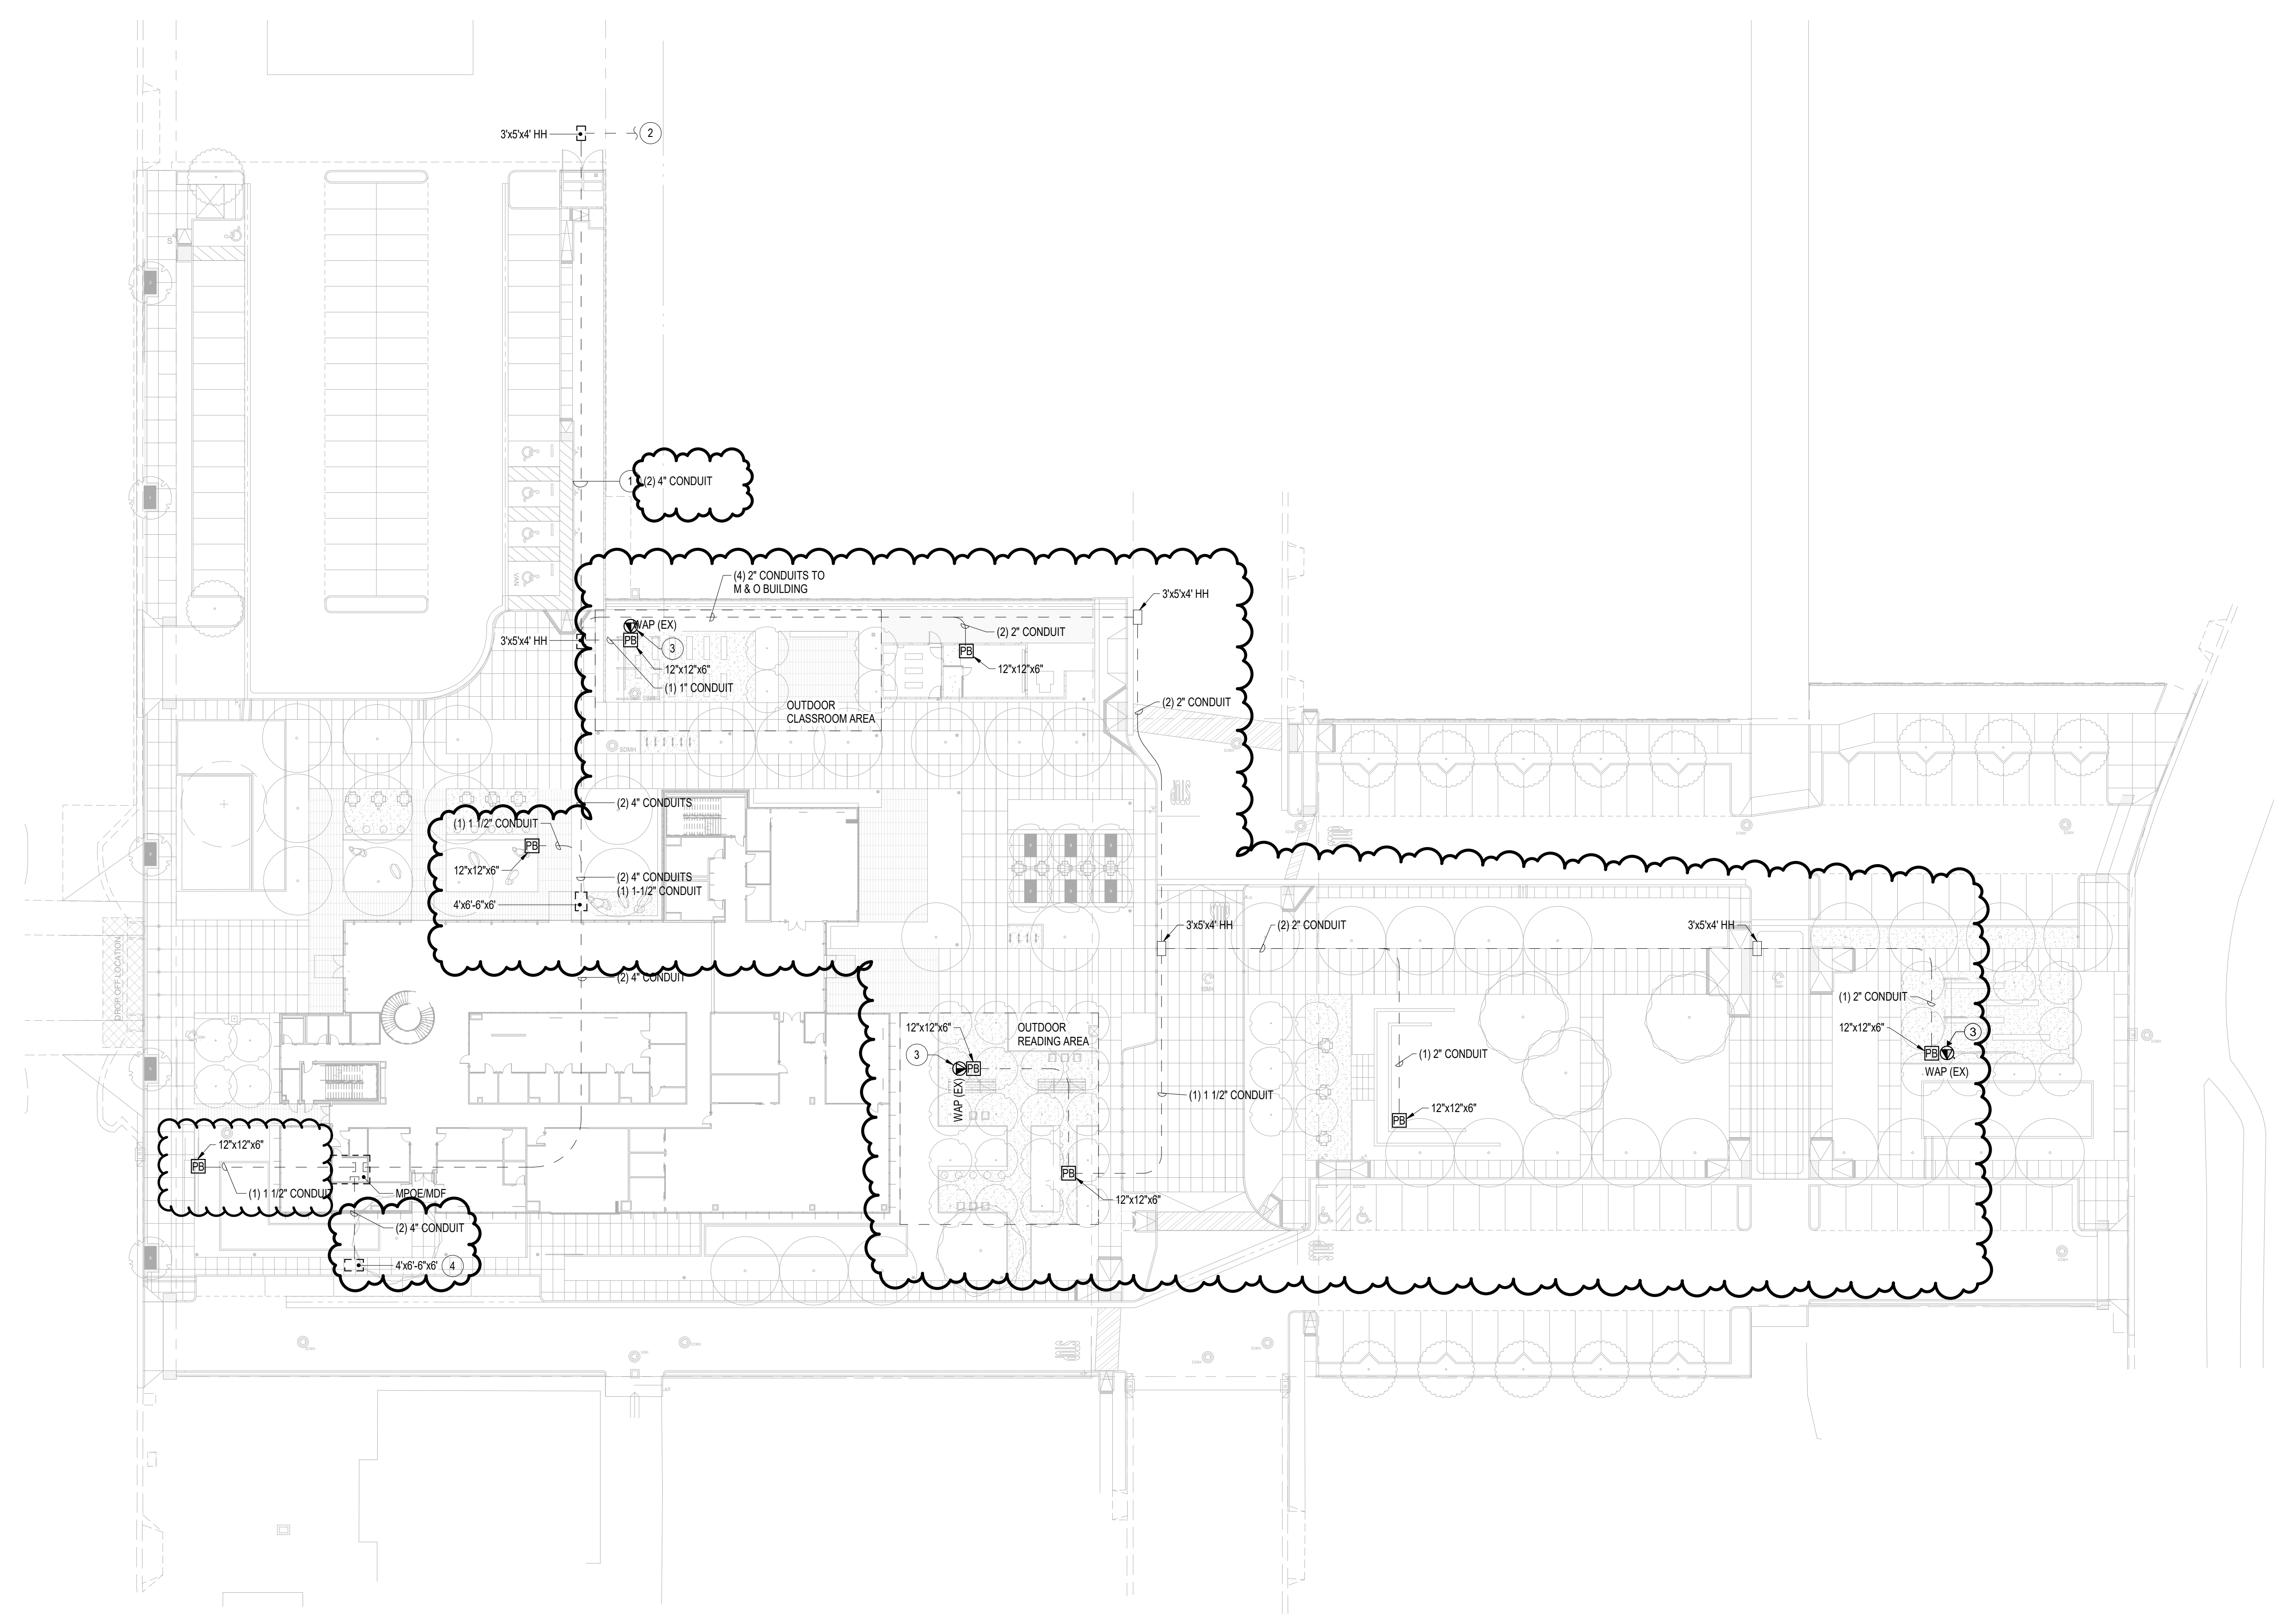 3'x5'x4' HH
2
S
1
(2) 4" CONDUIT
VAN
(4) 2" CONDUITS TO
M & O BUILDING
3'x5'x4' HH
WAP (EX)
3'x5'x4' HH
PB
3
(2) 2" CONDUIT
PB
12"x12"x6"
12"x12"x6"
(1) 1" CONDUIT
(2) 2" CONDUIT
OUTDOOR
CLASSROOM AREA
SDMH
STOP
(2) 4" CONDUITS
(1) 1 1/2" CONDUIT
PB
12"x12"x6"
(2) 4" CONDUITS
(1) 1-1/2" CONDUIT
4'x6'-6"x6'
3'x5'x4' HH
(2) 2" CONDUIT
3'x5'x4' HH
DROP OFF LOCATION
(2) 4" CONDUIT
(1) 2" CONDUIT
12"x12"x6"
OUTDOOR
READING AREA
12"x12"x6"
3
3
PB
PB
(1) 2" CONDUIT
WAP (EX)
WAP (EX)
(1) 1 1/2" CONDUIT
12"x12"x6"
PB
12"x12"x6"
PB
PB
(1) 1 1/2" CONDUIT
MPOE/MDF
12"x12"x6"
(2) 4" CONDUIT
4'x6'-6"x6'
4
STOP
STOP